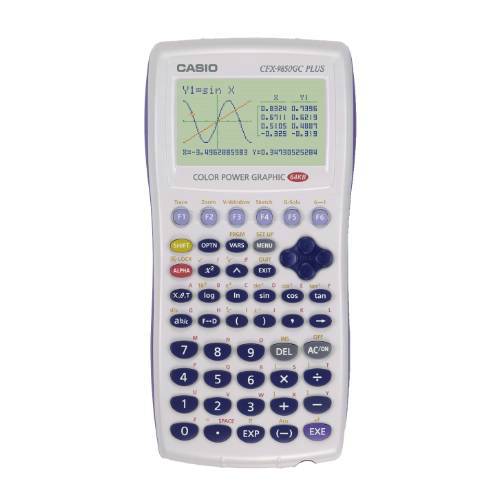 CASIO CFX-9850GC PLUS
Y1=sin X
X Y1
0.8324 0.7396
0.6711 0.6219
0.5105 0.4887
-0.325 -0.319
X=-3.4962885983 Y=0.34730525284
COLOR POWER GRAPHIC 64KB
Trace Zoom V-Window Sketch G-Solv G↔T
F1 F2 F3 F4 F5 F6
PRGM SET UP
SHIFT OPTN VARS MENU
A-LOCK QUIT
ALPHA x² ^ EXIT
X,θ,T log ln sin cos tan
ab/c F↔D ( ) , →
INS OFF
7 8 9 DEL AC/ON
4 5 6 × ÷
1 2 3 + −
SPACE
0 . EXP (−) EXE